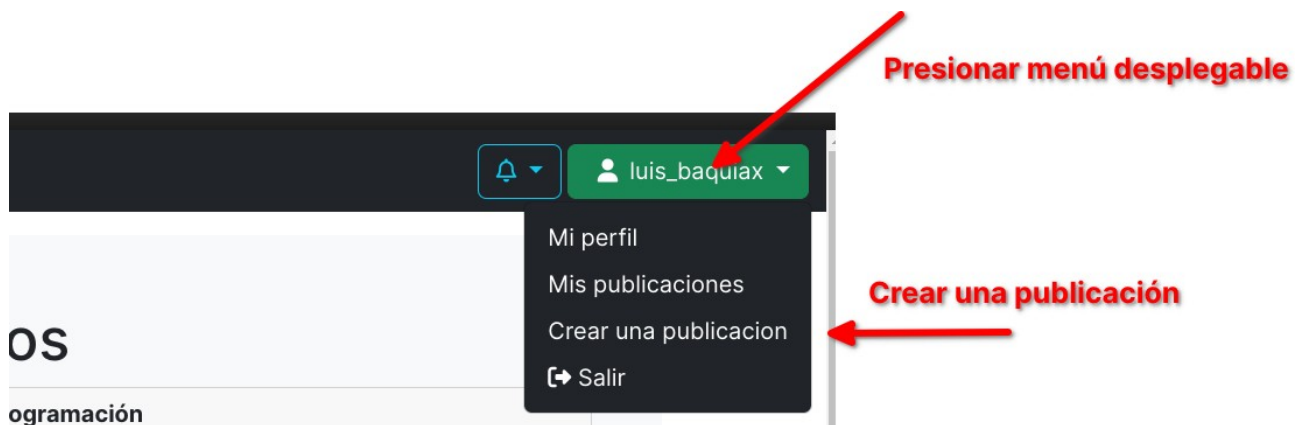 Presionar menú desplegable
luis_baquiax
Mi perfil
Mis publicaciones
Crear una publicación
Crear una publicacion
os
Salir
ogramación